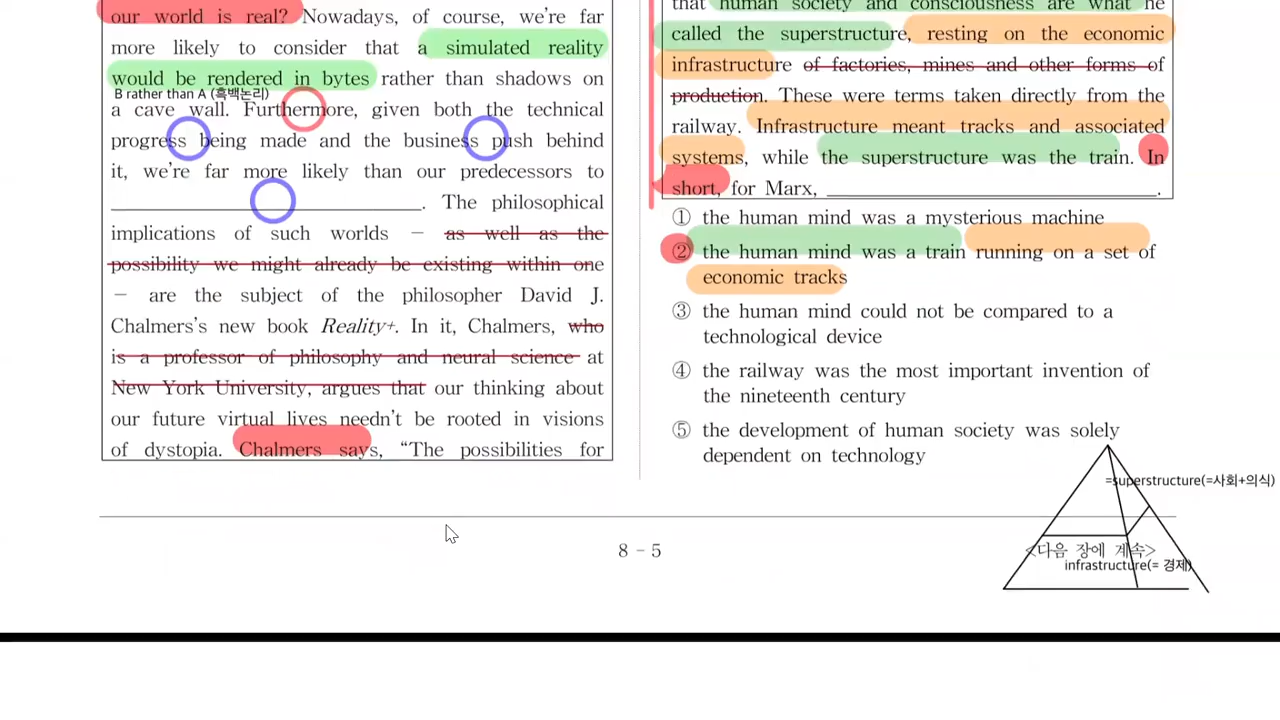 our world is real? Nowadays, of course, we're far
more likely to consider that a simulated reality
would be rendered in bytes rather than shadows on
B rather than A (흑백논리)
a cave wall. Furthermore, given both the technical
progress being made and the business push behind
it, we're far more likely than our predecessors to
____________________. The philosophical
implications of such worlds − as well as the
possibility we might already be existing within one
− are the subject of the philosopher David J.
Chalmers's new book Reality+. In it, Chalmers, who
is a professor of philosophy and neural science at
New York University, argues that our thinking about
our future virtual lives needn't be rooted in visions
of dystopia. Chalmers says, “The possibilities for
that human society and consciousness are what he
called the superstructure, resting on the economic
infrastructure of factories, mines and other forms of
production. These were terms taken directly from the
railway. Infrastructure meant tracks and associated
systems, while the superstructure was the train. In
short, for Marx, ____________________.
① the human mind was a mysterious machine
② the human mind was a train running on a set of
economic tracks
③ the human mind could not be compared to a
technological device
④ the railway was the most important invention of
the nineteenth century
⑤ the development of human society was solely
dependent on technology
=superstructure(=사회+의식)
<다음 장에 계속>
infrastructure(= 경제)
8 - 5